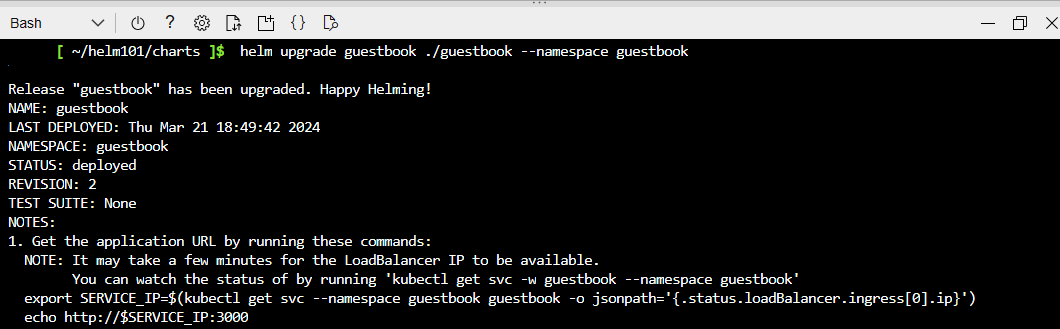 Bash ? {}
[ ~/helm101/charts ]$ helm upgrade guestbook ./guestbook --namespace guestbook
Release "guestbook" has been upgraded. Happy Helming!
NAME: guestbook
LAST DEPLOYED: Thu Mar 21 18:49:42 2024
NAMESPACE: guestbook
STATUS: deployed
REVISION: 2
TEST SUITE: None
NOTES:
1. Get the application URL by running these commands:
NOTE: It may take a few minutes for the LoadBalancer IP to be available.
You can watch the status of by running 'kubectl get svc -w guestbook --namespace guestbook'
export SERVICE_IP=$(kubectl get svc --namespace guestbook guestbook -o jsonpath='{.status.loadBalancer.ingress[0].ip}')
echo http://$SERVICE_IP:3000